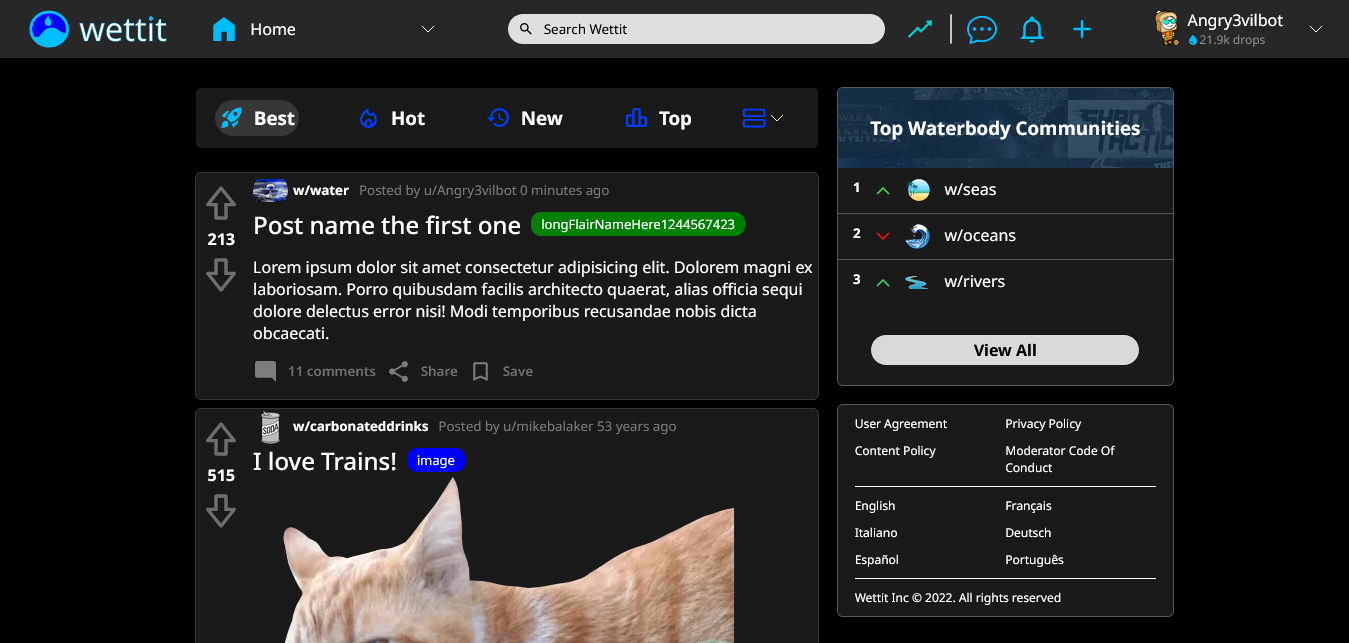 wettit
Home
Search Wettit
Angry3vilbot
21.9k drops
Best
Hot
New
Top
w/water Posted by u/Angry3vilbot 0 minutes ago
213
Post name the first one longFlairNameHere1244567423
Lorem ipsum dolor sit amet consectetur adipisicing elit. Dolorem magni ex
laboriosam. Porro quibusdam facilis architecto quaerat, alias officia sequi
dolore delectus error nisi! Modi temporibus recusandae nobis dicta
obcaecati.
11 comments Share Save
w/carbonateddrinks Posted by u/mikebalaker 53 years ago
SODA
515
I love Trains! image
Top Waterbody Communities
1 w/seas
2 w/oceans
3 w/rivers
View All
User Agreement Privacy Policy
Content Policy Moderator Code Of
Conduct
English Français
Italiano Deutsch
Español Português
Wettit Inc © 2022. All rights reserved